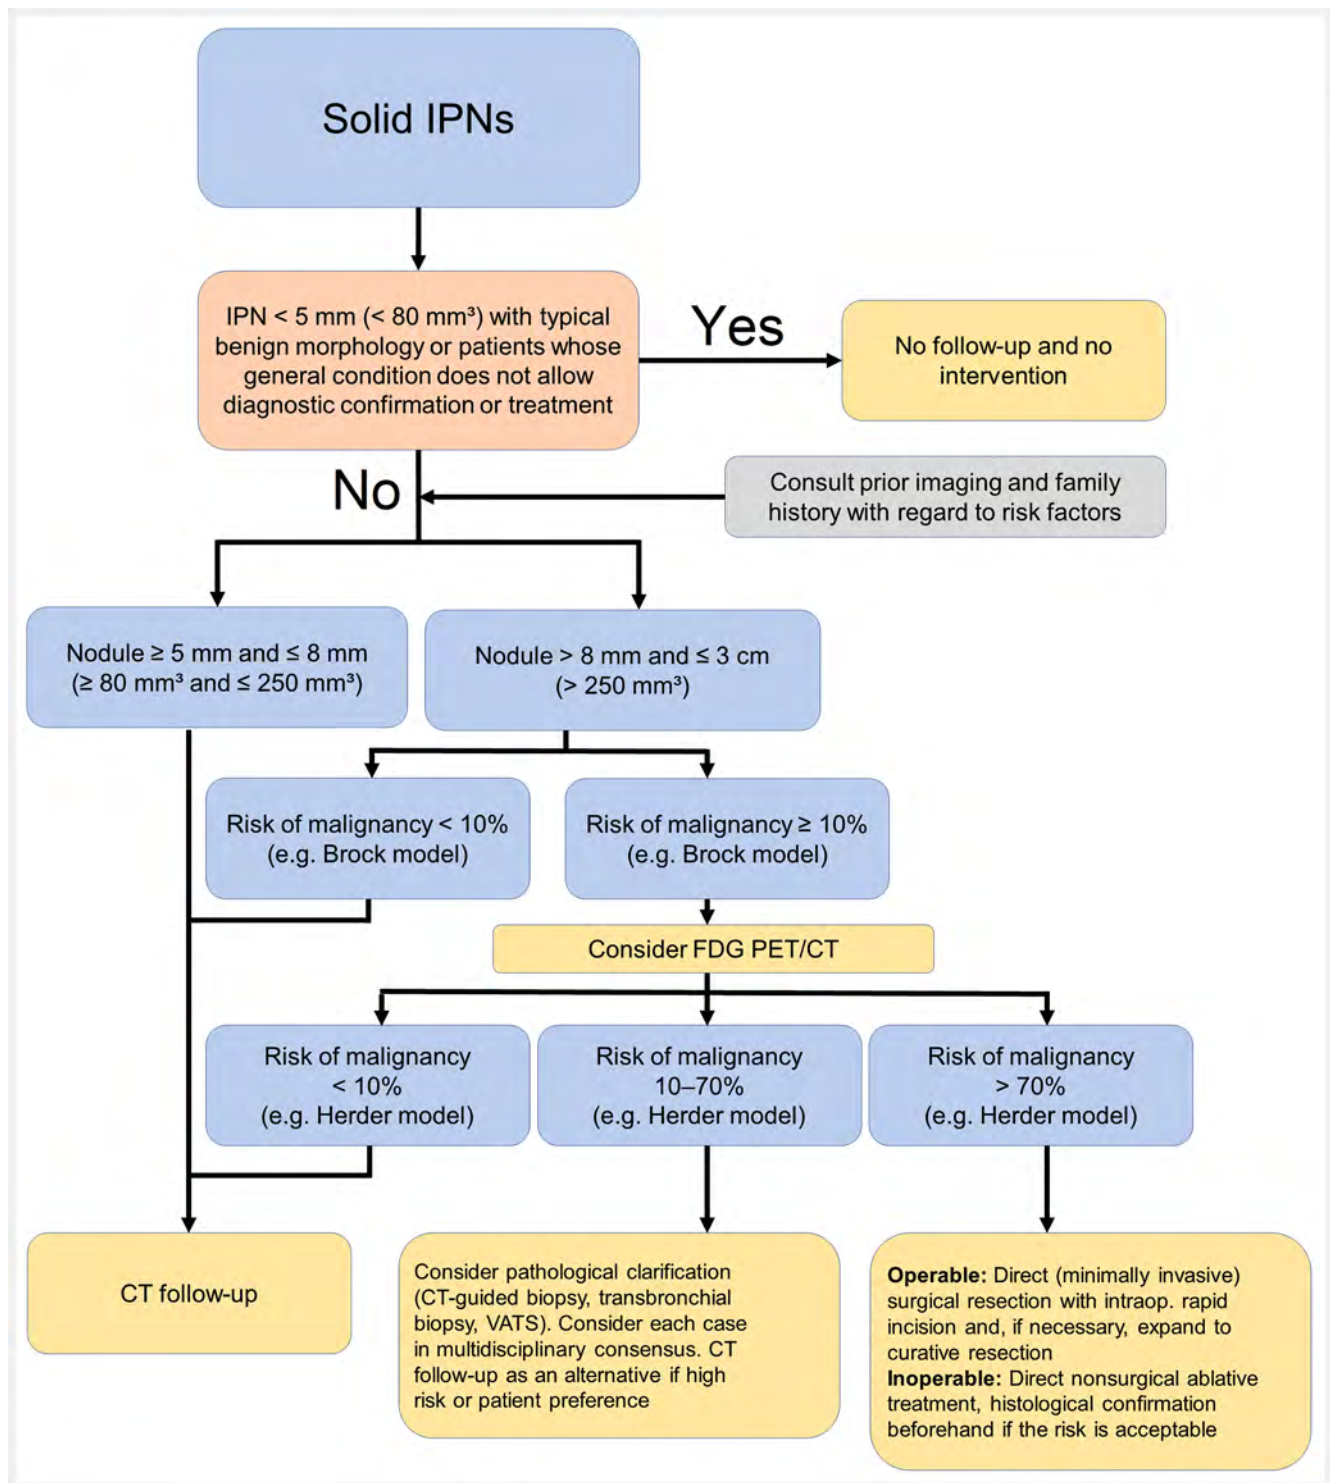 Solid IPNs
IPN < 5 mm (< 80 mm³) with typical
benign morphology or patients whose
general condition does not allow
diagnostic confirmation or treatment
Yes
No follow-up and no
intervention
No
Consult prior imaging and family
history with regard to risk factors
Nodule ≥ 5 mm and ≤ 8 mm
(≥ 80 mm³ and ≤ 250 mm³)
Nodule > 8 mm and ≤ 3 cm
(> 250 mm³)
Risk of malignancy < 10%
(e.g. Brock model)
Risk of malignancy ≥ 10%
(e.g. Brock model)
Consider FDG PET/CT
Risk of malignancy
< 10%
(e.g. Herder model)
Risk of malignancy
10–70%
(e.g. Herder model)
Risk of malignancy
> 70%
(e.g. Herder model)
CT follow-up
Consider pathological clarification
(CT-guided biopsy, transbronchial
biopsy, VATS). Consider each case
in multidisciplinary consensus. CT
follow-up as an alternative if high
risk or patient preference
Operable: Direct (minimally invasive)
surgical resection with intraop. rapid
incision and, if necessary, expand to
curative resection
Inoperable: Direct nonsurgical ablative
treatment, histological confirmation
beforehand if the risk is acceptable